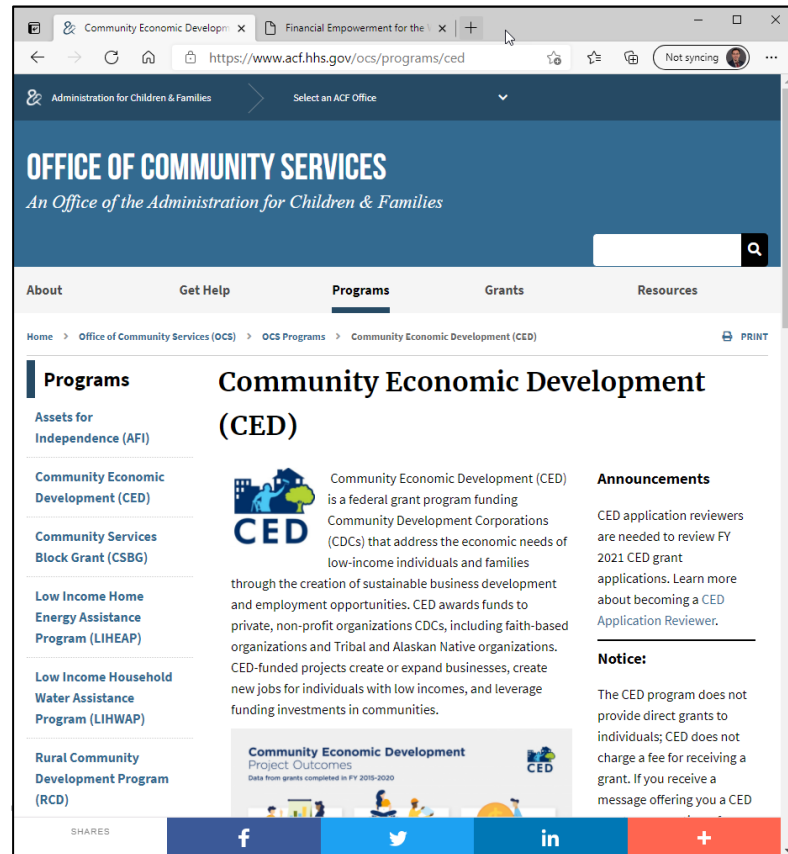 Community Economic Developm
Financial Empowerment for the
https://www.acf.hhs.gov/ocs/programs/ced
Not syncing
Administration for Children & Families
Select an ACF Office
OFFICE OF COMMUNITY SERVICES
An Office of the Administration for Children & Families
About
Get Help
Programs
Grants
Resources
Home > Office of Community Services (OCS) > OCS Programs > Community Economic Development (CED)
PRINT
Programs
Assets for
Independence (AFI)
Community Economic
Development (CED)
Community Services
Block Grant (CSBG)
Low Income Home
Energy Assistance
Program (LIHEAP)
Low Income Household
Water Assistance
Program (LIHWAP)
Rural Community
Development Program
(RCD)
Community Economic Development
(CED)
CED
Community Economic Development (CED)
is a federal grant program funding
Community Development Corporations
(CDCs) that address the economic needs of
low-income individuals and families
through the creation of sustainable business development
and employment opportunities. CED awards funds to
private, non-profit organizations CDCs, including faith-based
organizations and Tribal and Alaskan Native organizations.
CED-funded projects create or expand businesses, create
new jobs for individuals with low incomes, and leverage
funding investments in communities.
Community Economic Development
Project Outcomes
Data from grants completed in FY 2015-2020
CED
Announcements
CED application reviewers
are needed to review FY
2021 CED grant
applications. Learn more
about becoming a CED
Application Reviewer.
Notice:
The CED program does not
provide direct grants to
individuals; CED does not
charge a fee for receiving a
grant. If you receive a
message offering you a CED
SHARES